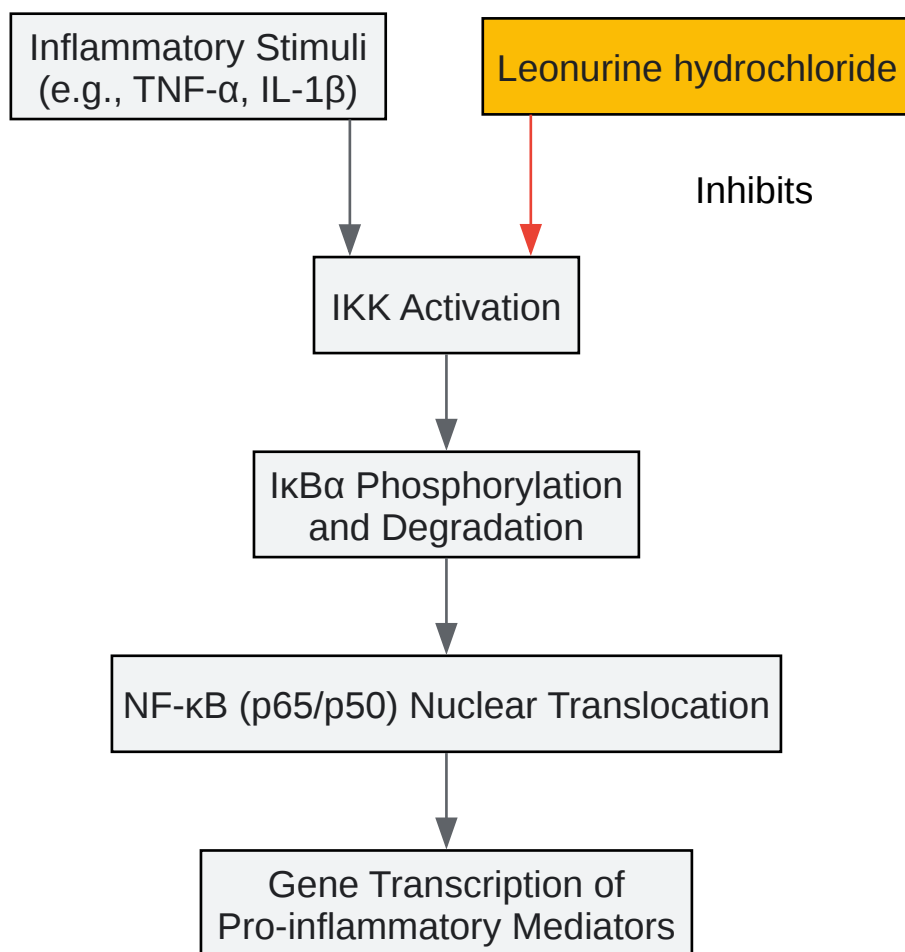 Inflammatory Stimuli
(e.g., TNF-α, IL-1β)
Leonurine hydrochloride
Inhibits
IKK Activation
IκBα Phosphorylation
and Degradation
NF-κB (p65/p50) Nuclear Translocation
Gene Transcription of
Pro-inflammatory Mediators